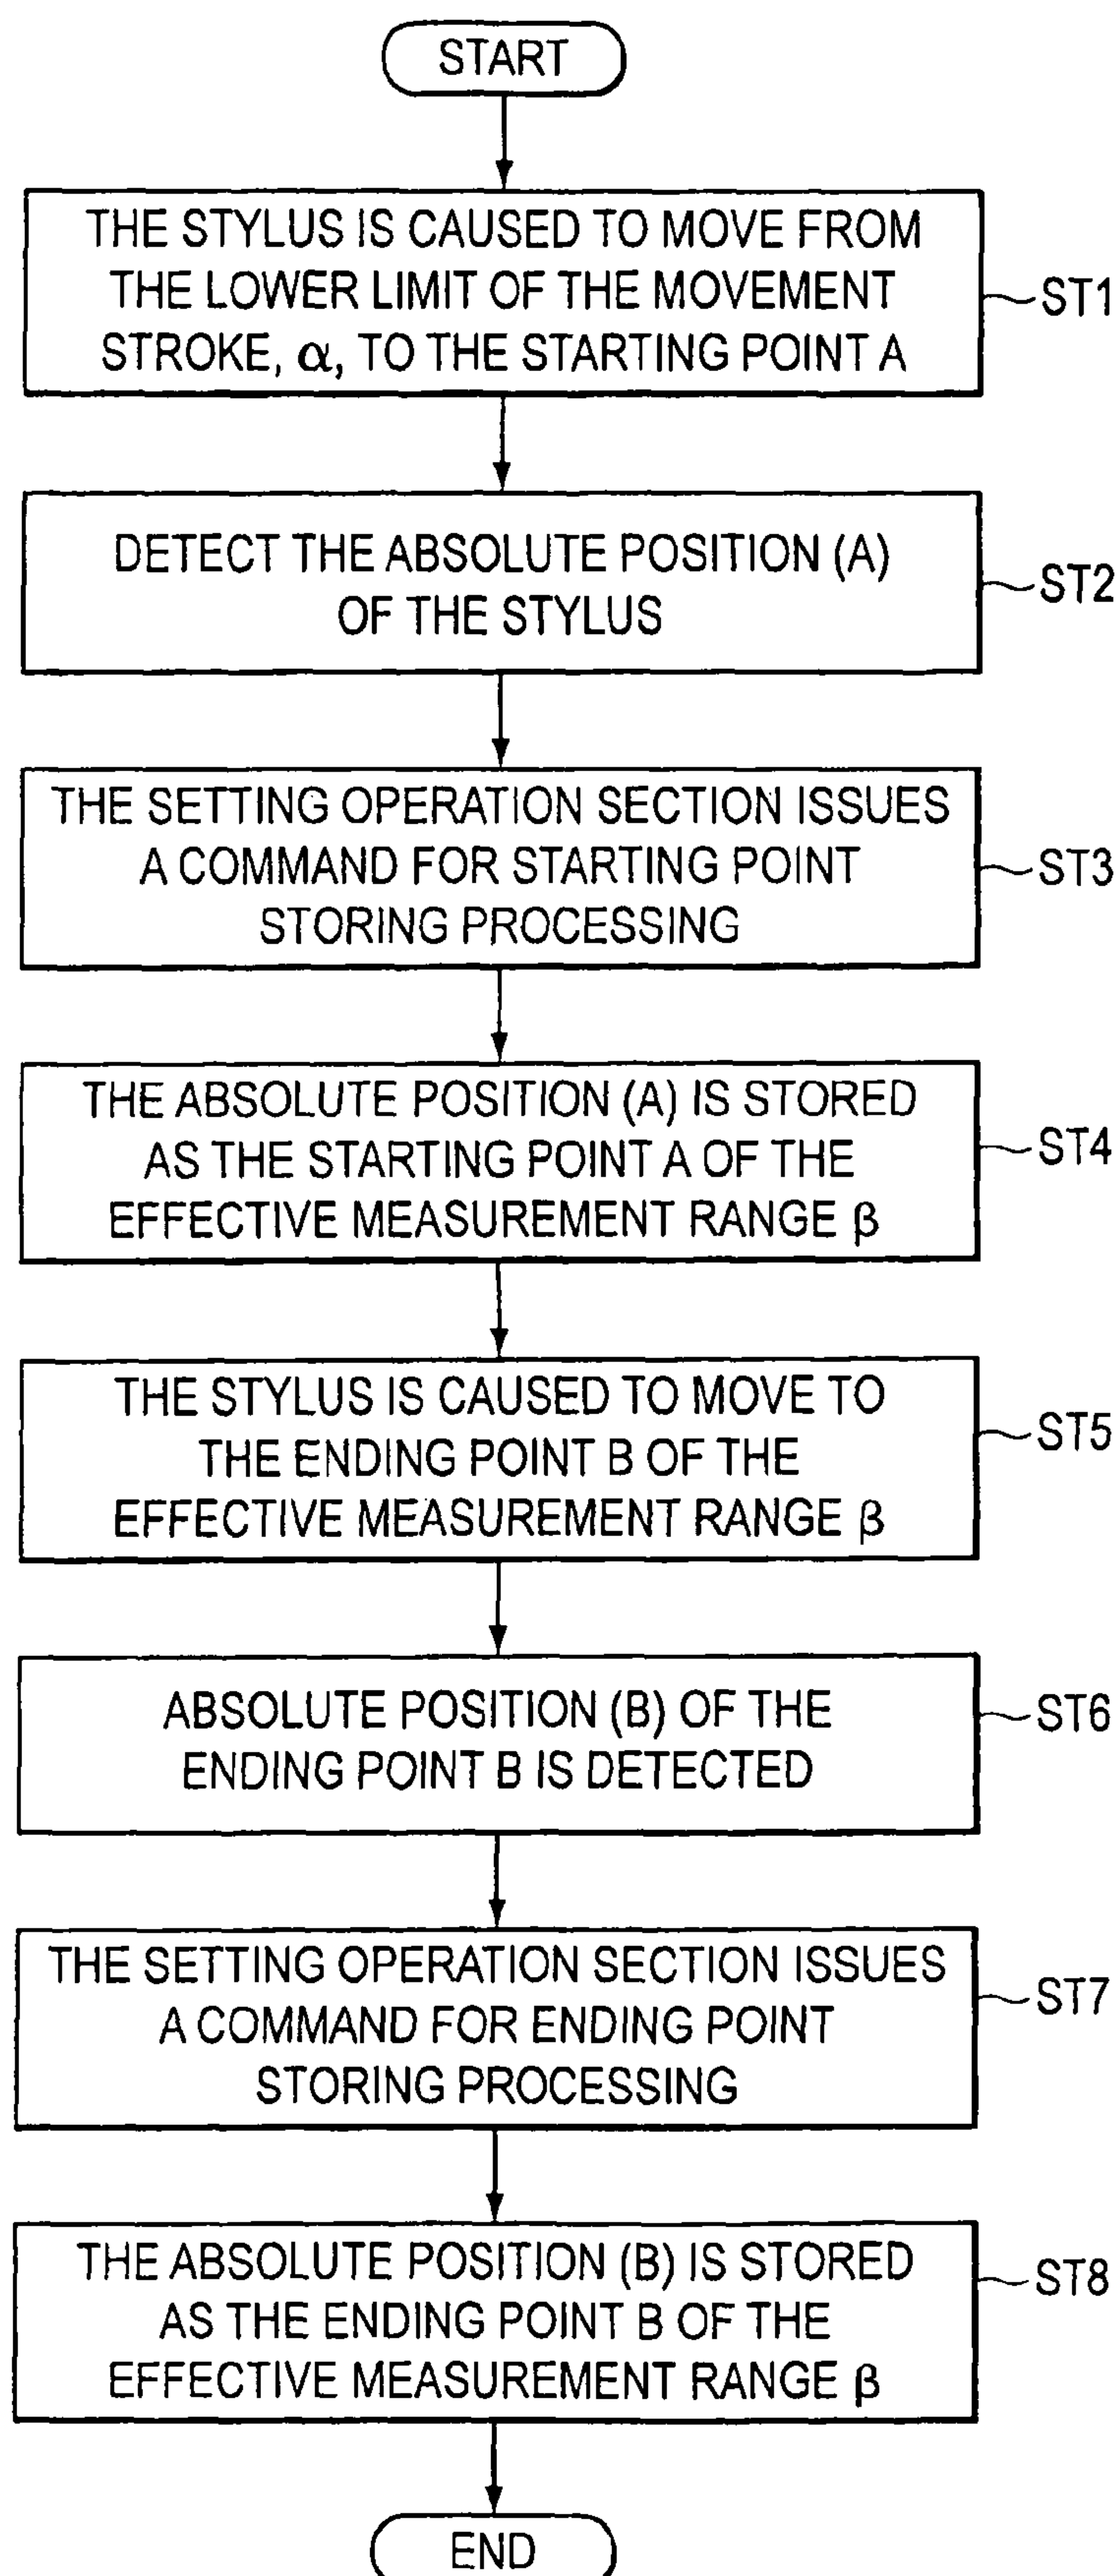 START
THE STYLUS IS CAUSED TO MOVE FROM
THE LOWER LIMIT OF THE MOVEMENT
STROKE, α, TO THE STARTING POINT A
ST1
DETECT THE ABSOLUTE POSITION (A)
OF THE STYLUS
ST2
THE SETTING OPERATION SECTION ISSUES
A COMMAND FOR STARTING POINT
STORING PROCESSING
ST3
THE ABSOLUTE POSITION (A) IS STORED
AS THE STARTING POINT A OF THE
EFFECTIVE MEASUREMENT RANGE β
ST4
THE STYLUS IS CAUSED TO MOVE TO
THE ENDING POINT B OF THE
EFFECTIVE MEASUREMENT RANGE β
ST5
ABSOLUTE POSITION (B) OF THE
ENDING POINT B IS DETECTED
ST6
THE SETTING OPERATION SECTION ISSUES
A COMMAND FOR ENDING POINT
STORING PROCESSING
ST7
THE ABSOLUTE POSITION (B) IS STORED
AS THE ENDING POINT B OF THE
EFFECTIVE MEASUREMENT RANGE β
ST8
END